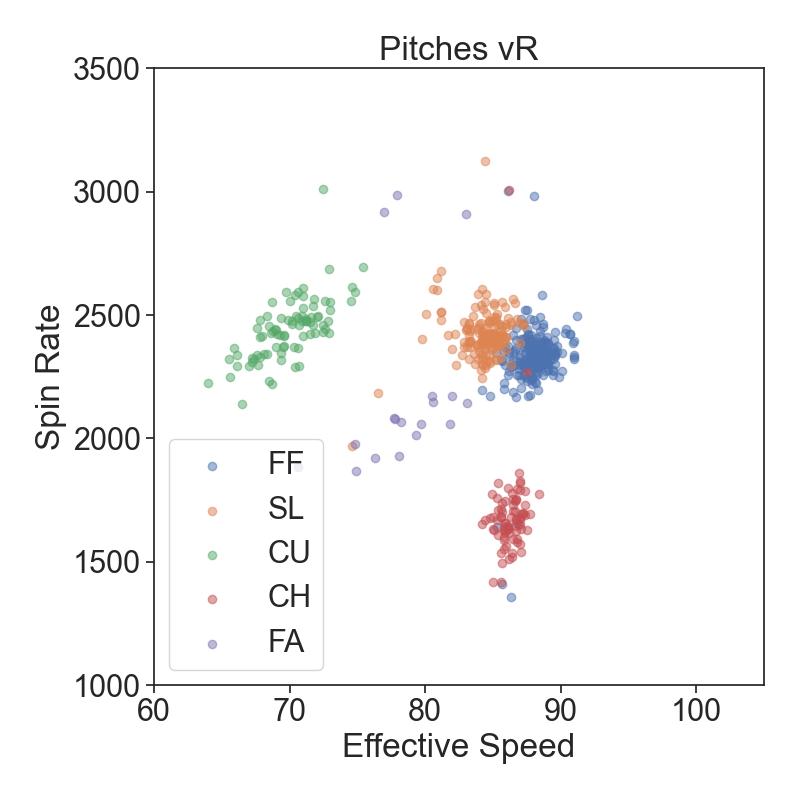 Pitches vR
3500
3000
2500
2000
1500
1000
Spin Rate
FF
SL
CU
CH
FA
60 70 80 90 100
Effective Speed